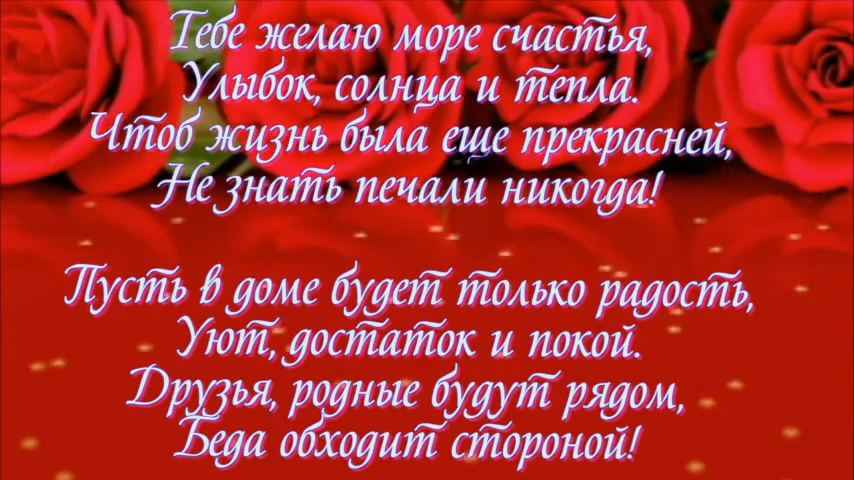 Тебе желаю море счастья,
Улыбок, солнца и тепла.
Чтоб жизнь была еще прекрасней,
Не знать печали никогда!
Пусть в доме будет только радость,
Уют, достаток и покой.
Друзья, родные будут рядом,
Беда обходит стороной!